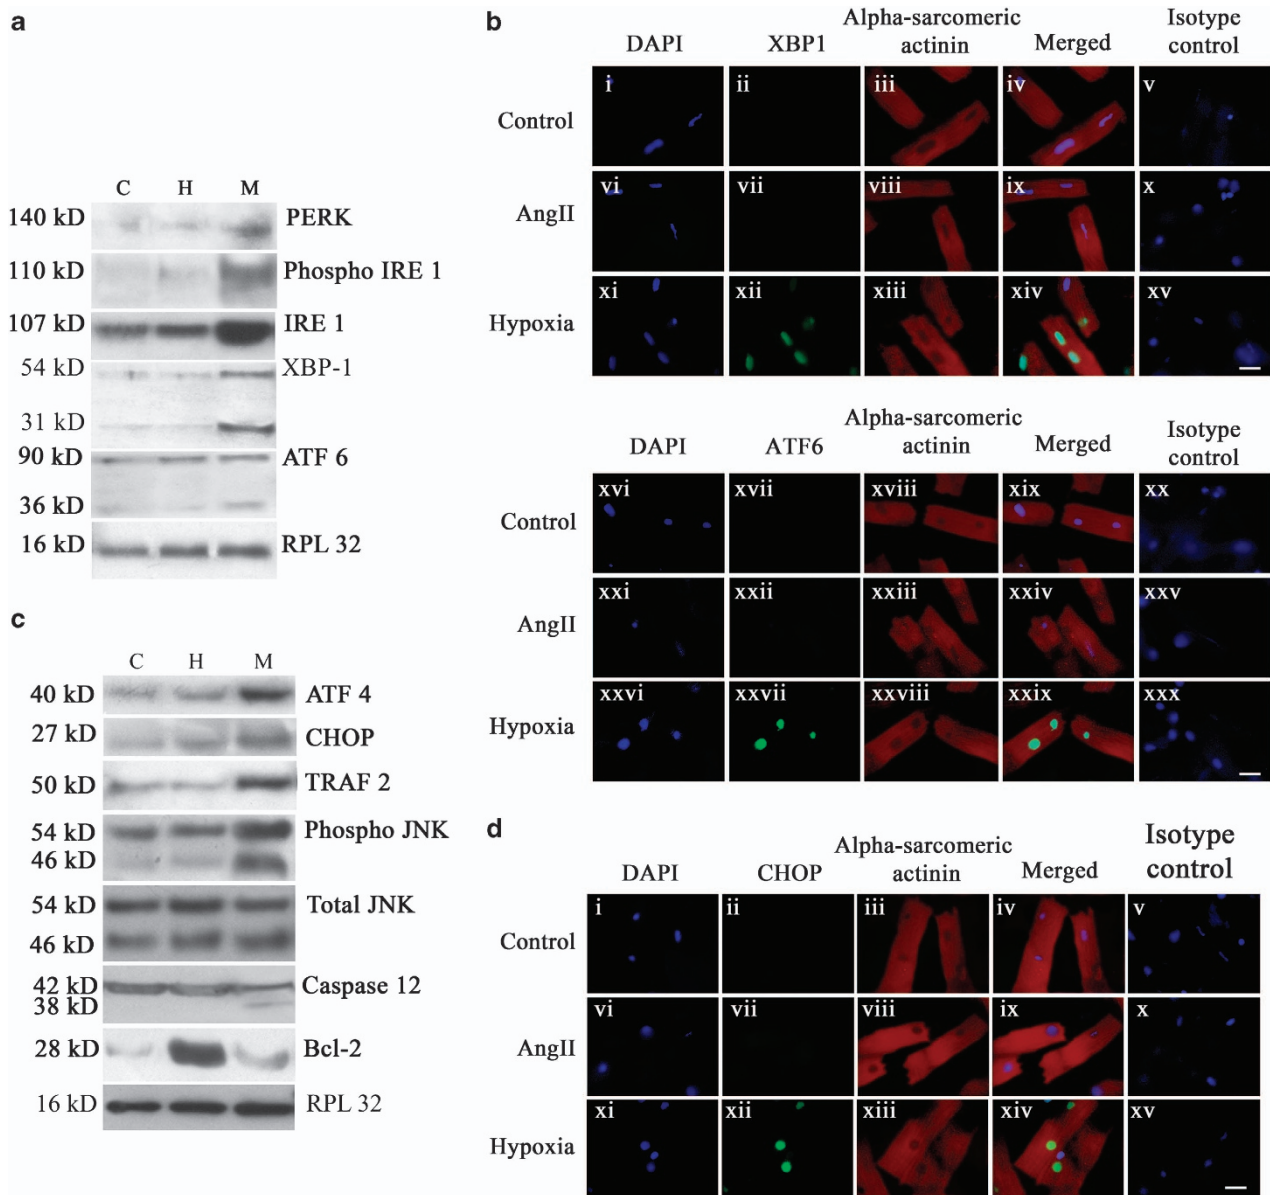 a
C H M
140 kD PERK
110 kD Phospho IRE 1
107 kD IRE 1
54 kD XBP-1
31 kD
90 kD ATF 6
36 kD
16 kD RPL 32
b
DAPI XBP1 Alpha-sarcomeric actinin Merged Isotype control
Control i ii iii iv v
AngII vi vii viii ix x
Hypoxia xi xii xiii xiv xv
DAPI ATF6 Alpha-sarcomeric actinin Merged Isotype control
Control xvi xvii xviii xix xx
AngII xxi xxii xxiii xxiv xxv
Hypoxia xxvi xxvii xxviii xxix xxx
c
C H M
40 kD ATF 4
27 kD CHOP
50 kD TRAF 2
54 kD Phospho JNK
46 kD
54 kD Total JNK
46 kD
42 kD Caspase 12
38 kD
28 kD Bcl-2
16 kD RPL 32
d
DAPI CHOP Alpha-sarcomeric actinin Merged Isotype control
Control i ii iii iv v
AngII vi vii viii ix x
Hypoxia xi xii xiii xiv xv